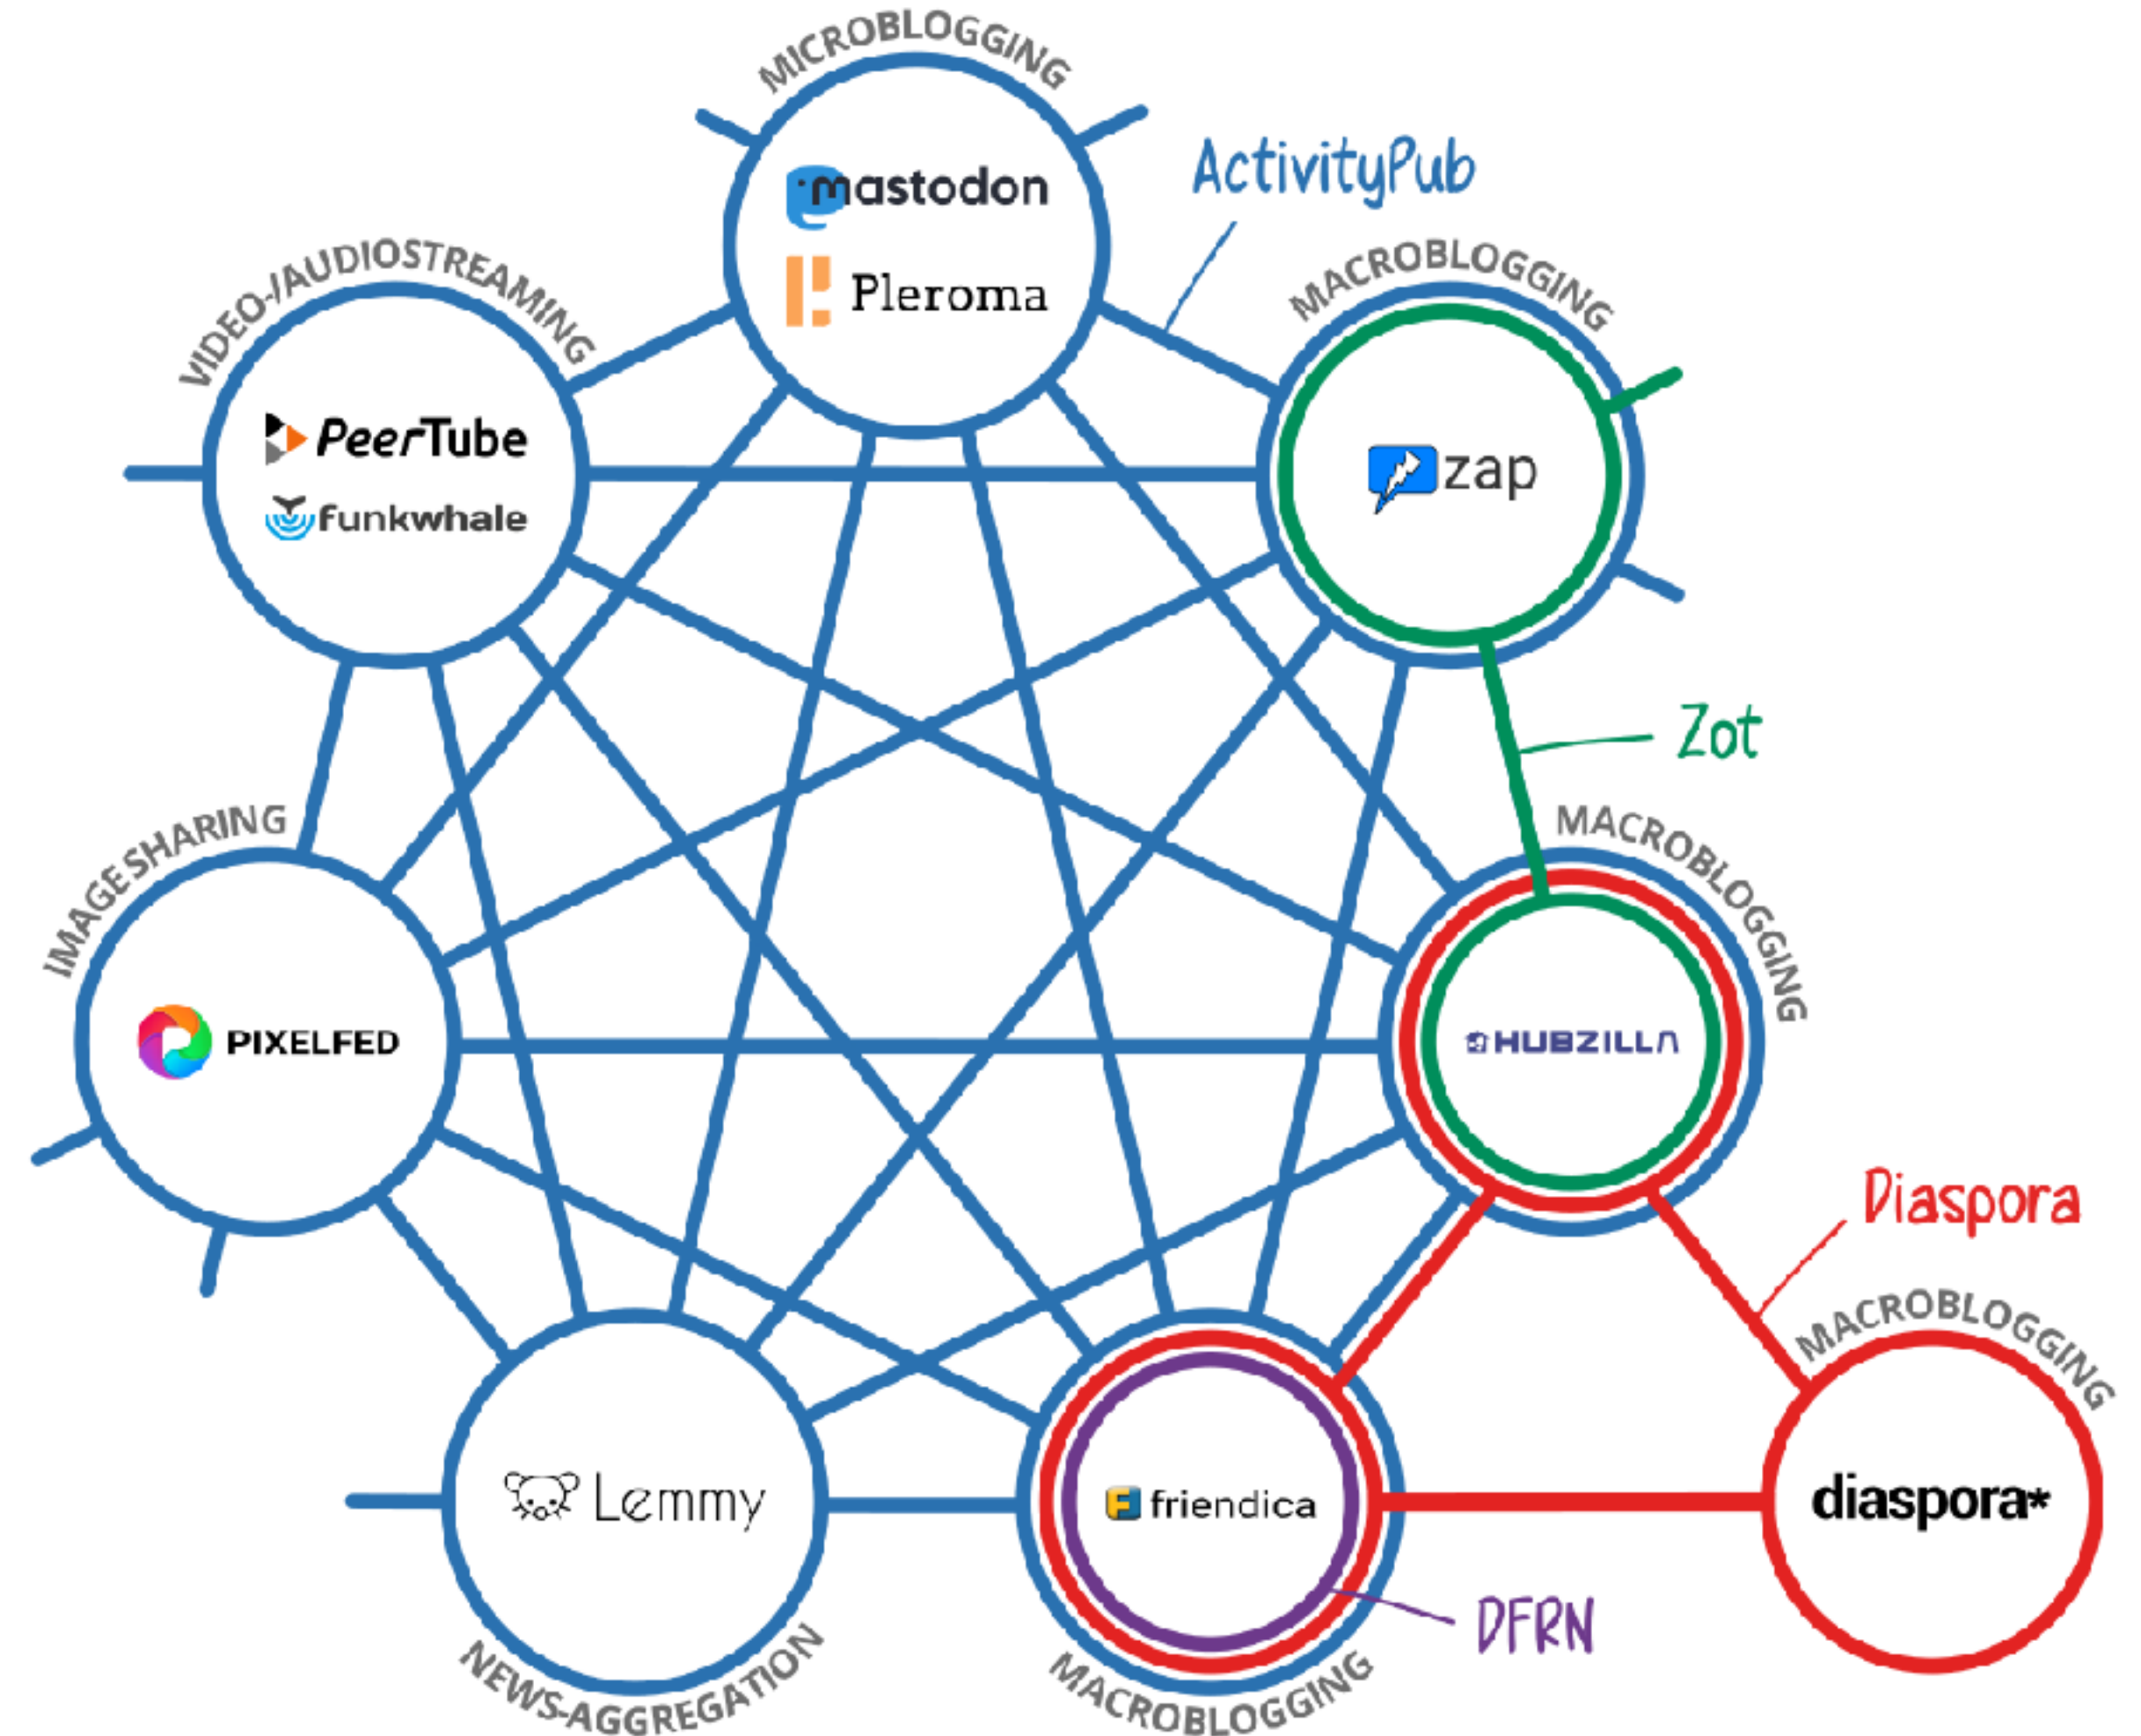 MICROBLOGGING
mastodon
Pleroma
ActivityPub
VIDEO-/AUDIOSTREAMING
PeerTube
funkwhale
MACROBLOGGING
zap
Zot
IMAGESHARING
PIXELFED
MACROBLOGGING
HUBZILLA
Diaspora
NEWS-AGGREGATION
Lemmy
MACROBLOGGING
friendica
DFRN
MACROBLOGGING
diaspora*